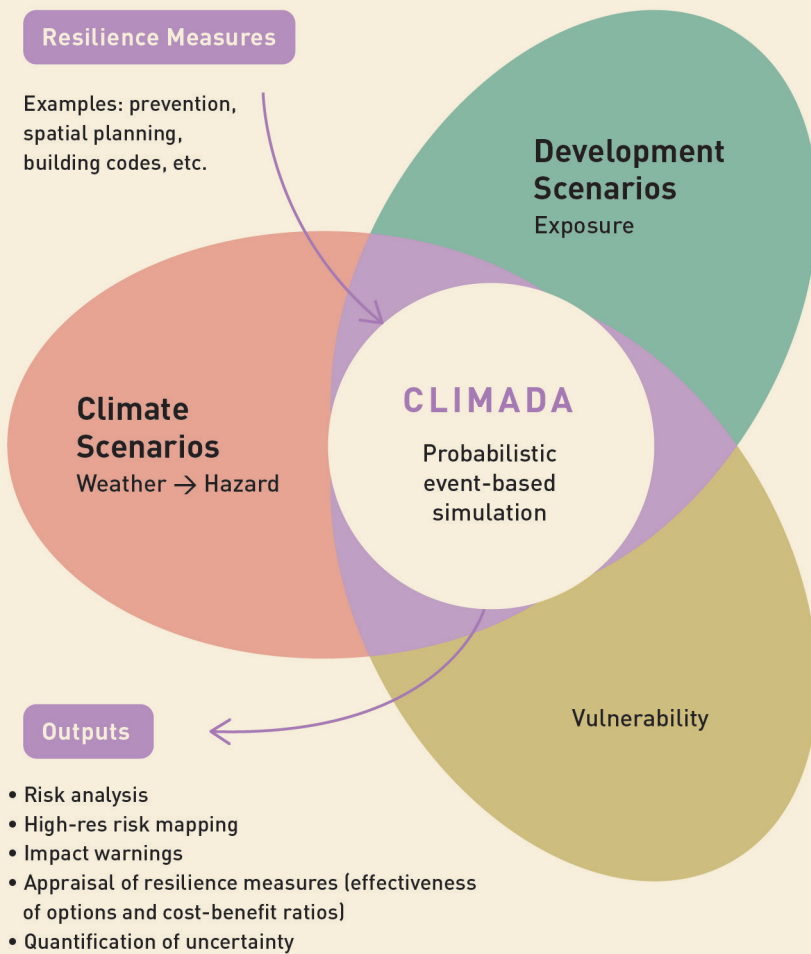 Resilience Measures
Examples: prevention,
spatial planning,
building codes, etc.
Development
Scenarios
Exposure
Climate
Scenarios
Weather → Hazard
CLIMADA
Probabilistic
event-based
simulation
Vulnerability
Outputs
• Risk analysis
• High-res risk mapping
• Impact warnings
• Appraisal of resilience measures (effectiveness
of options and cost-benefit ratios)
• Quantification of uncertainty